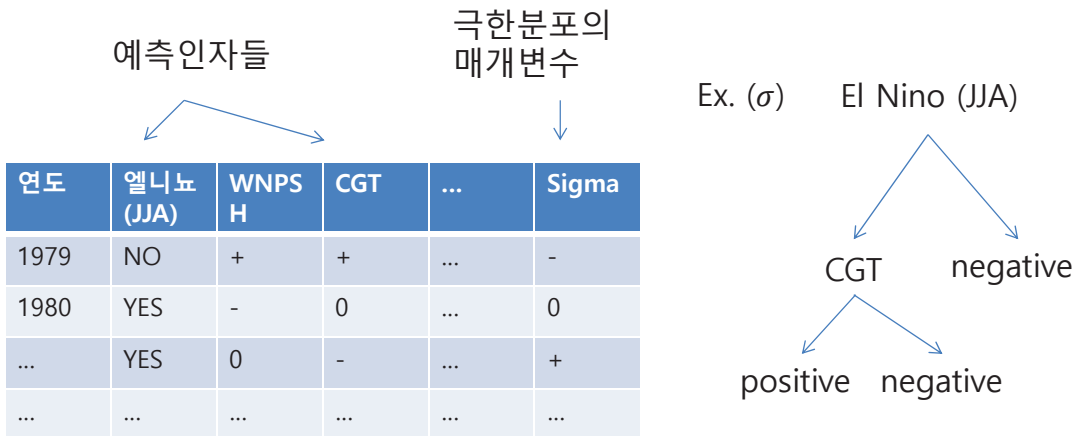 예측인자들
극한분포의
매개변수
연도 엘니뇨 WNPS CGT ... Sigma
(JJA) H
1979 NO + + ... -
1980 YES - 0 ... 0
... YES 0 - ... +
... ... ... ... ... ...
Ex. (𝜎) El Nino (JJA)
CGT negative
positive negative